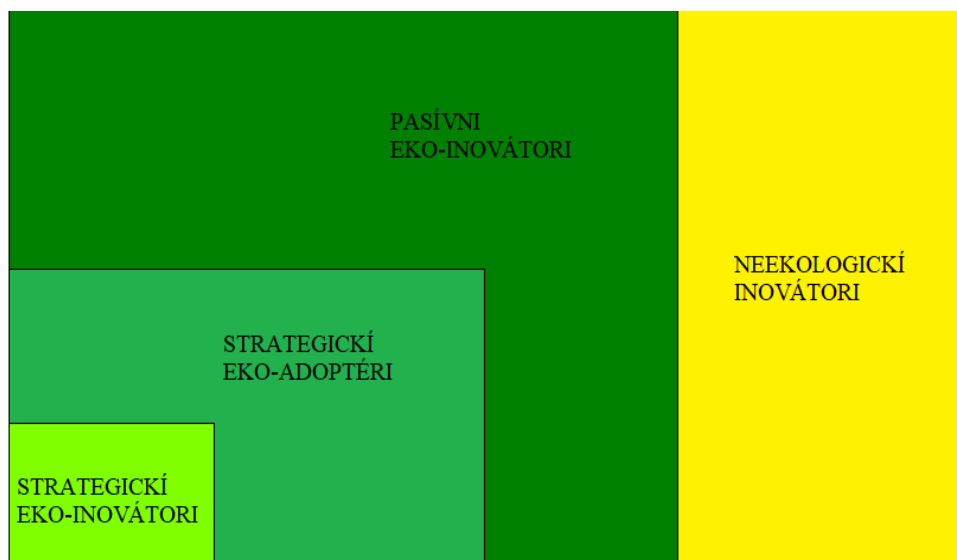 PASÍVNI
EKO-INOVÁTORI
NEEKOLOGICKÍ
INOVÁTORI
STRATEGICKÍ
EKO-ADOPTÉRI
STRATEGICKÍ
EKO-INOVÁTORI